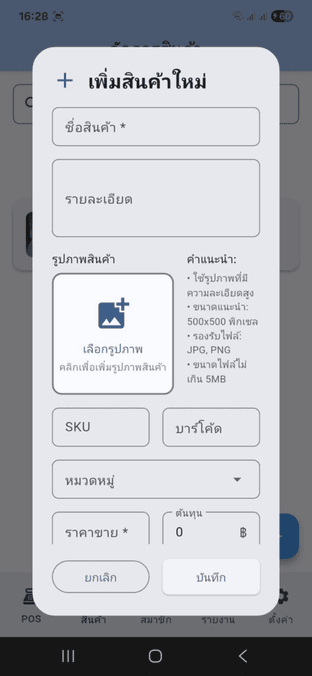 16:28
60
จัดการสินค้า
+ เพิ่มสินค้าใหม่
ชื่อสินค้า *
รายละเอียด
รูปภาพสินค้า
เลือกรูปภาพ
คลิกเพื่อเพิ่มรูปภาพสินค้า
คำแนะนำ:
• ใช้รูปภาพที่มี
ความละเอียดสูง
• ขนาดแนะนำ:
500x500 พิกเซล
• รองรับไฟล์:
JPG, PNG
• ขนาดไฟล์ไม่
เกิน 5MB
SKU
บาร์โค้ด
หมวดหมู่
ราคาขาย *
ต้นทุน
0 ฿
ยกเลิก
บันทึก
POS
สินค้า
สมาชิก
รายงาน
ตั้งค่า